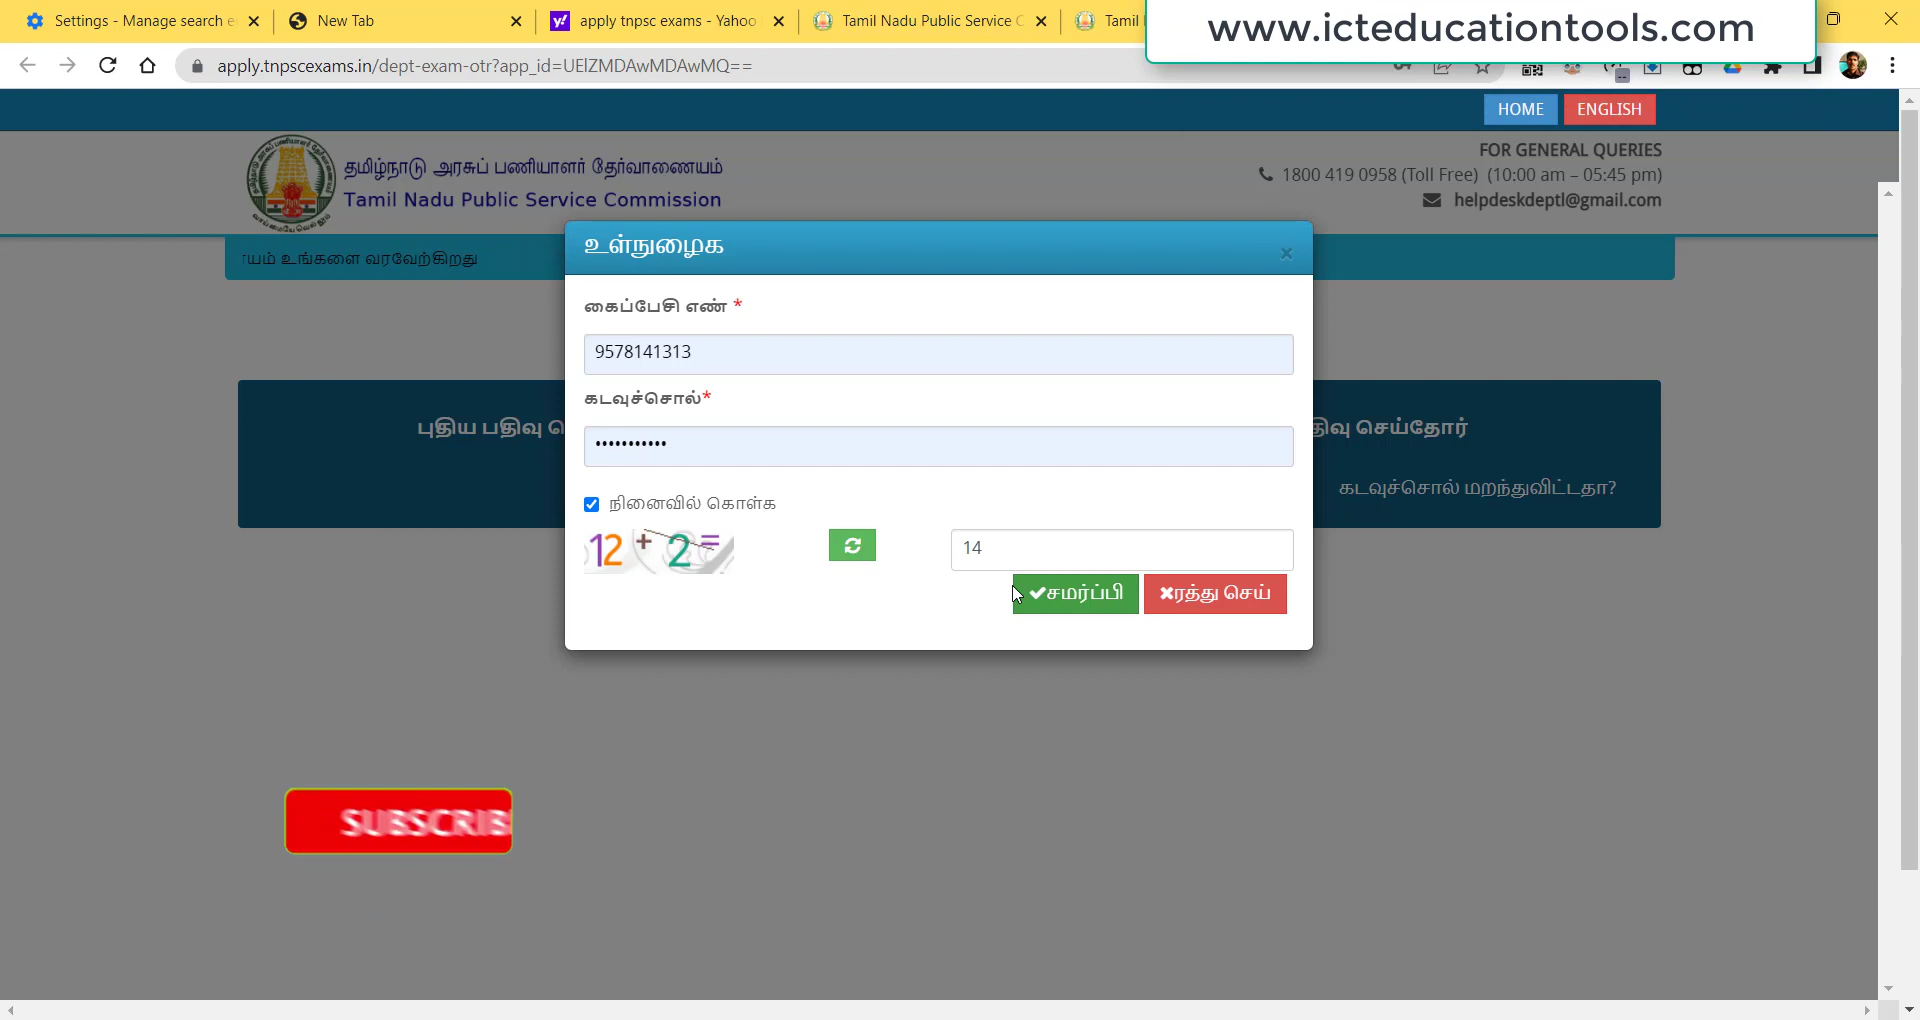 Settings - Manage search e
New Tab
apply tnpsc exams - Yahoo
Tamil Nadu Public Service C
Tamil
www.icteducationtools.com
apply.tnpscexams.in/dept-exam-otr?app_id=UElZMDAwMDAwMQ==
HOME
ENGLISH
தமிழ்நாடு அரசுப் பணியாளர் தேர்வாணையம்
Tamil Nadu Public Service Commission
FOR GENERAL QUERIES
1800 419 0958 (Toll Free) (10:00 am – 05:45 pm)
helpdeskdeptl@gmail.com
உள்நுழைக
உங்களை வரவேற்கிறது
கைப்பேசி எண் *
9578141313
கடவுச்சொல்*
•••••••••••
புதிய பதிவு
செய்தோர்
கடவுச்சொல் மறந்துவிட்டதா?
நினைவில் கொள்க
12 + 2 =
14
சமர்ப்பி
ரத்து செய்
SUBSCRIB